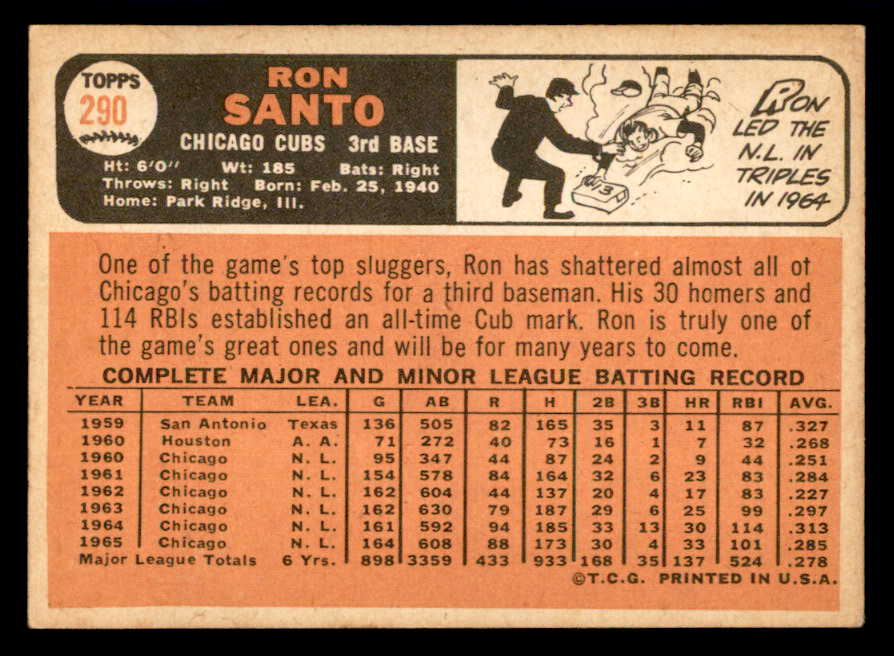 TOPPS
290
RON
SANTO
CHICAGO CUBS 3rd BASE
Ht: 6'0" Wt: 185 Bats: Right
Throws: Right Born: Feb. 25, 1940
Home: Park Ridge, Ill.
3
RON
LED THE
N.L. IN
TRIPLES
IN 1964
One of the game's top sluggers, Ron has shattered almost all of
Chicago's batting records for a third baseman. His 30 homers and
114 RBIs established an all-time Cub mark. Ron is truly one of
the game's great ones and will be for many years to come.
COMPLETE MAJOR AND MINOR LEAGUE BATTING RECORD
YEAR TEAM LEA. G AB R H 2B 3B HR RBI AVG.
1959 San Antonio Texas 136 505 82 165 35 3 11 87 .327
1960 Houston A. A. 71 272 40 73 16 1 7 32 .268
1960 Chicago N. L. 95 347 44 87 24 2 9 44 .251
1961 Chicago N. L. 154 578 84 164 32 6 23 83 .284
1962 Chicago N. L. 162 604 44 137 20 4 17 83 .227
1963 Chicago N. L. 162 630 79 187 29 6 25 99 .297
1964 Chicago N. L. 161 592 94 185 33 13 30 114 .313
1965 Chicago N. L. 164 608 88 173 30 4 33 101 .285
Major League Totals 6 Yrs. 898 3359 433 933 168 35 137 524 .278
©T.C.G. PRINTED IN U.S.A.